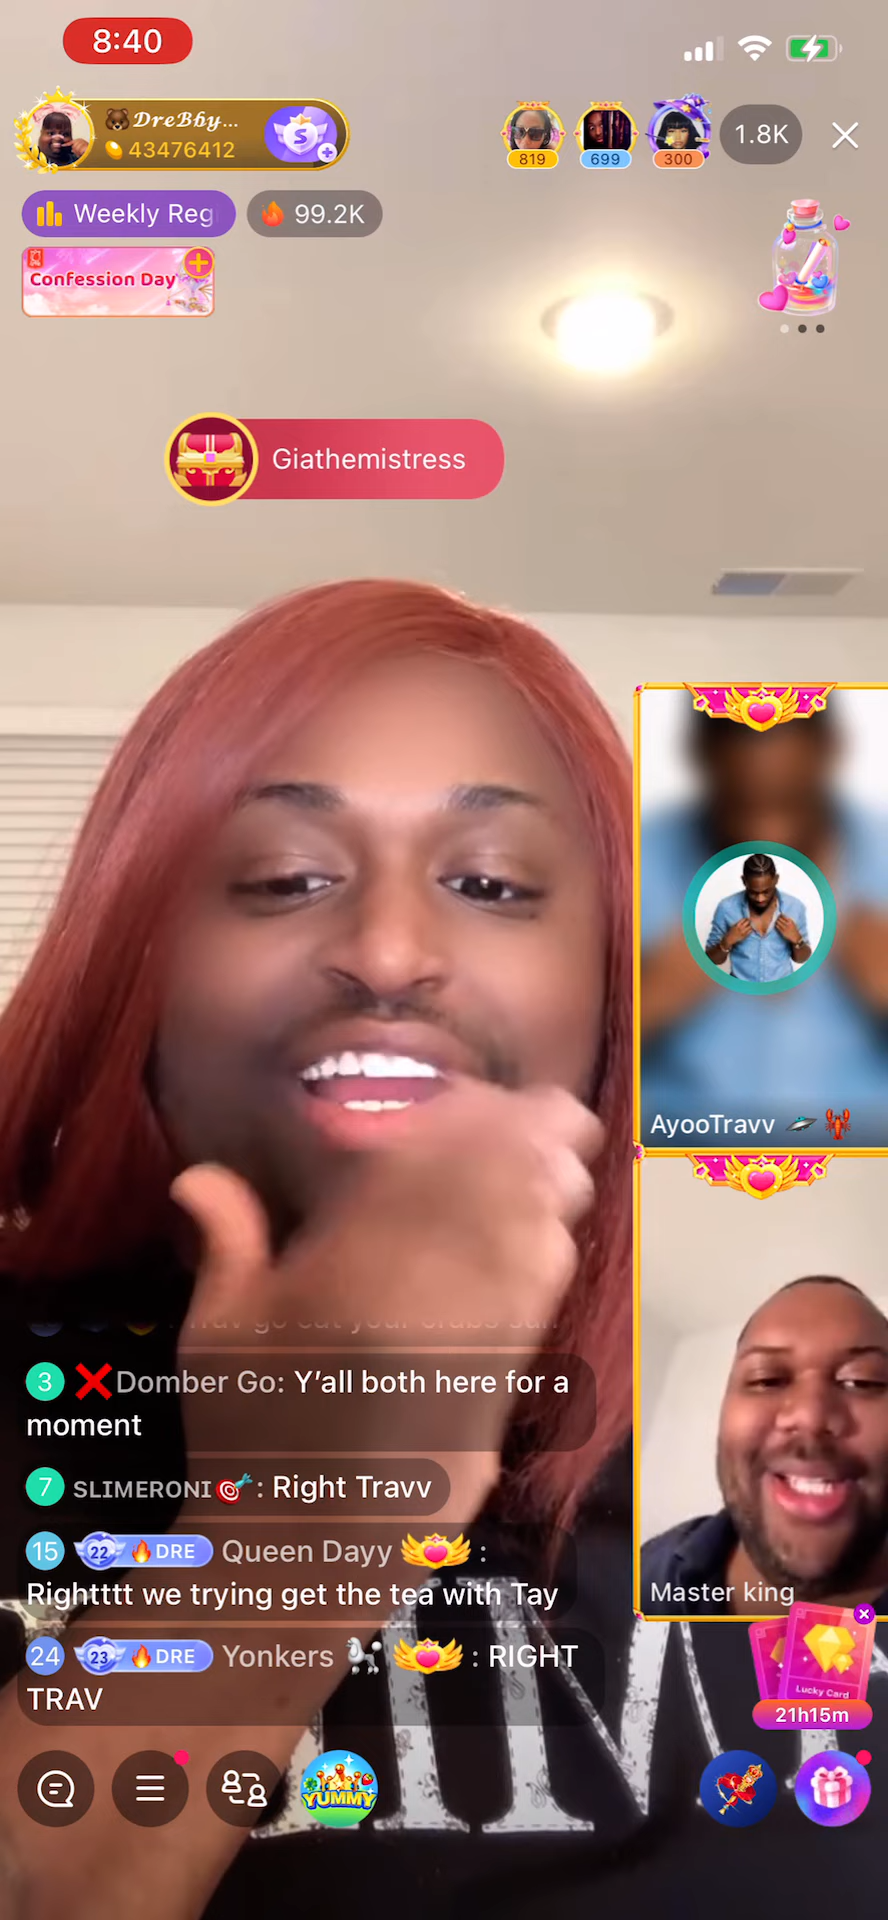 8:40
🐻DreBby...
43476412
S
819
699
300
1.8K
Weekly Reg
99.2K
Confession Day
Giathemistress
AyooTravv 🛸🦞
3 ❌Domber Go: Y’all both here for a
moment
7 SLIMERONI🎯: Right Travv
15 22 🔥DRE Queen Dayy :
Rightttt we trying get the tea with Tay
24 23 🔥DRE Yonkers 🐩 : RIGHT
TRAV
Master king
Lucky Card
21h15m
YUMMY